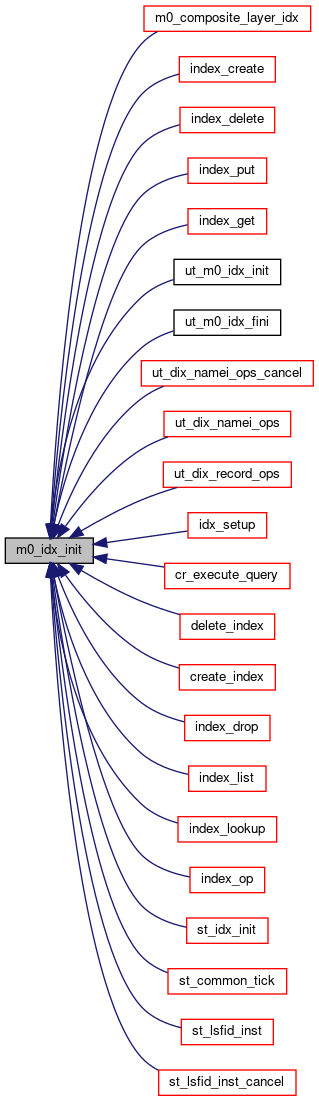 m0_composite_layer_idx
index_create
index_delete
index_put
index_get
ut_m0_idx_init
ut_m0_idx_fini
ut_dix_namei_ops_cancel
ut_dix_namei_ops
ut_dix_record_ops
idx_setup
m0_idx_init
cr_execute_query
delete_index
create_index
index_drop
index_list
index_lookup
index_op
st_idx_init
st_common_tick
st_lsfid_inst
st_lsfid_inst_cancel